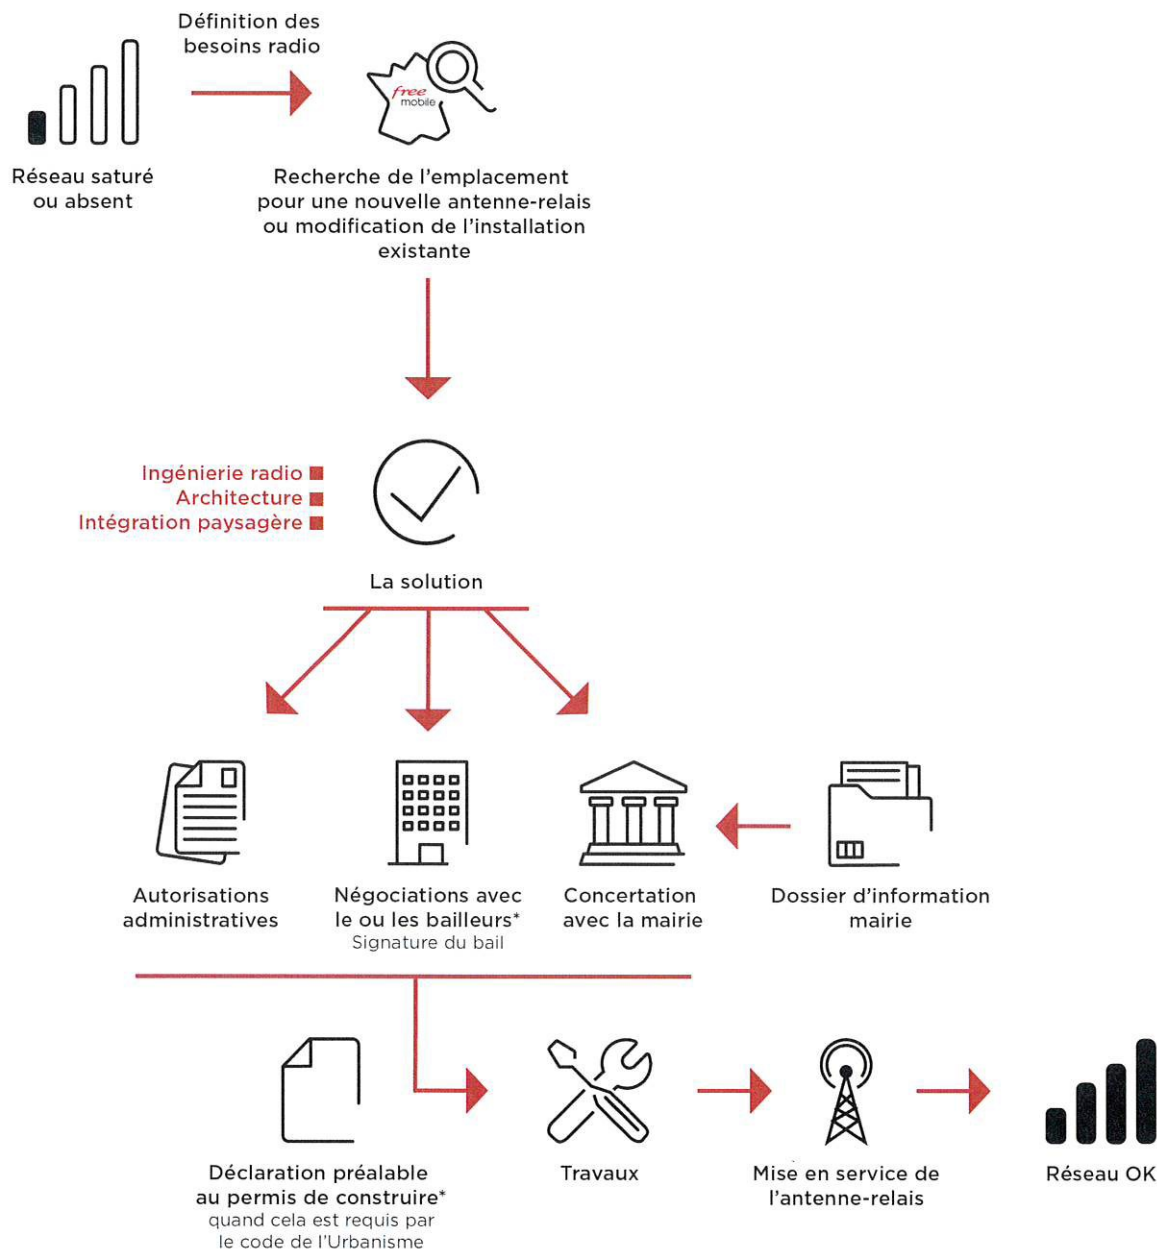 Définition des
besoins radio
free
mobile
Réseau saturé
ou absent
Recherche de l'emplacement
pour une nouvelle antenne-relais
ou modification de l'installation
existante
Ingénierie radio
Architecture
Intégration paysagère
La solution
Autorisations
administratives
Négociations avec
le ou les bailleurs*
Signature du bail
Concertation
avec la mairie
Dossier d'information
mairie
Déclaration préalable
au permis de construire*
quand cela est requis par
le code de l'Urbanisme
Travaux
Mise en service de
l'antenne-relais
Réseau OK